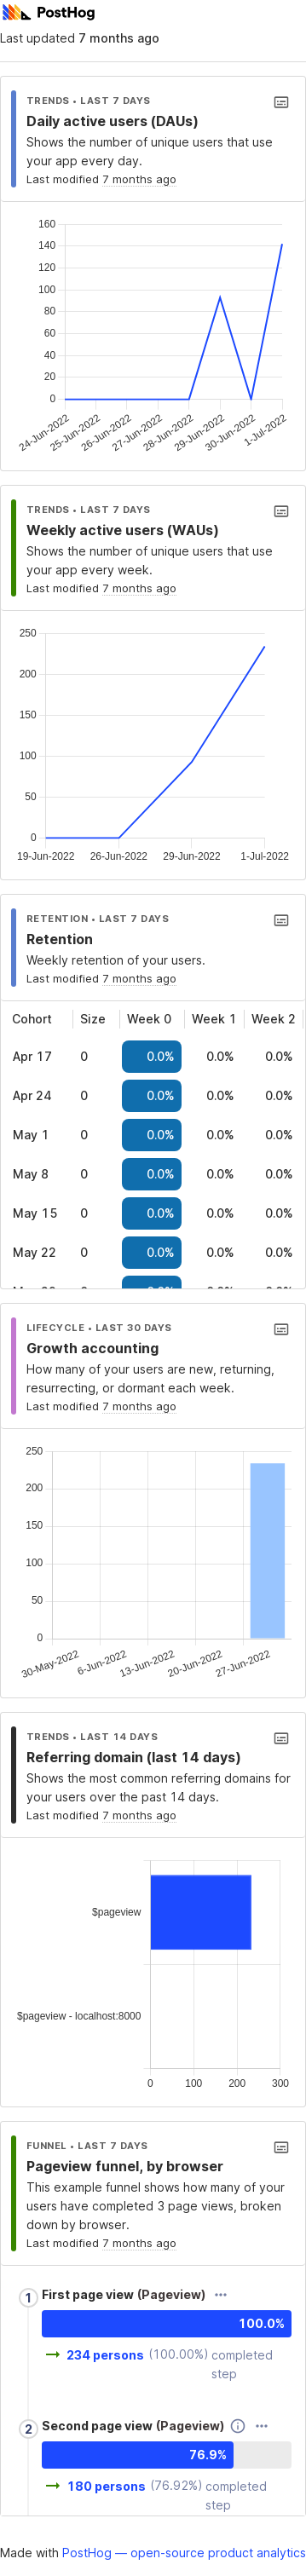 PostHog
Last updated 7 months ago
TRENDS • LAST 7 DAYS
Daily active users (DAUs)
Shows the number of unique users that use
your app every day.
Last modified 7 months ago
160
140
120
100
80
60
40
20
0
24-Jun-2022
25-Jun-2022
26-Jun-2022
27-Jun-2022
28-Jun-2022
29-Jun-2022
30-Jun-2022
1-Jul-2022
TRENDS • LAST 7 DAYS
Weekly active users (WAUs)
Shows the number of unique users that use
your app every week.
Last modified 7 months ago
250
200
150
100
50
0
19-Jun-2022 26-Jun-2022 29-Jun-2022 1-Jul-2022
RETENTION • LAST 7 DAYS
Retention
Weekly retention of your users.
Last modified 7 months ago
Cohort Size Week 0 Week 1 Week 2
Apr 17 0 0.0% 0.0% 0.0%
Apr 24 0 0.0% 0.0% 0.0%
May 1 0 0.0% 0.0% 0.0%
May 8 0 0.0% 0.0% 0.0%
May 15 0 0.0% 0.0% 0.0%
May 22 0 0.0% 0.0% 0.0%
LIFECYCLE • LAST 30 DAYS
Growth accounting
How many of your users are new, returning,
resurrecting, or dormant each week.
Last modified 7 months ago
250
200
150
100
50
0
30-May-2022
6-Jun-2022
13-Jun-2022
20-Jun-2022
27-Jun-2022
TRENDS • LAST 14 DAYS
Referring domain (last 14 days)
Shows the most common referring domains for
your users over the past 14 days.
Last modified 7 months ago
$pageview
$pageview - localhost:8000
0 100 200 300
FUNNEL • LAST 7 DAYS
Pageview funnel, by browser
This example funnel shows how many of your
users have completed 3 page views, broken
down by browser.
Last modified 7 months ago
1 First page view (Pageview)
100.0%
234 persons (100.00%) completed
step
2 Second page view (Pageview)
76.9%
180 persons (76.92%) completed
step
Made with PostHog — open-source product analytics